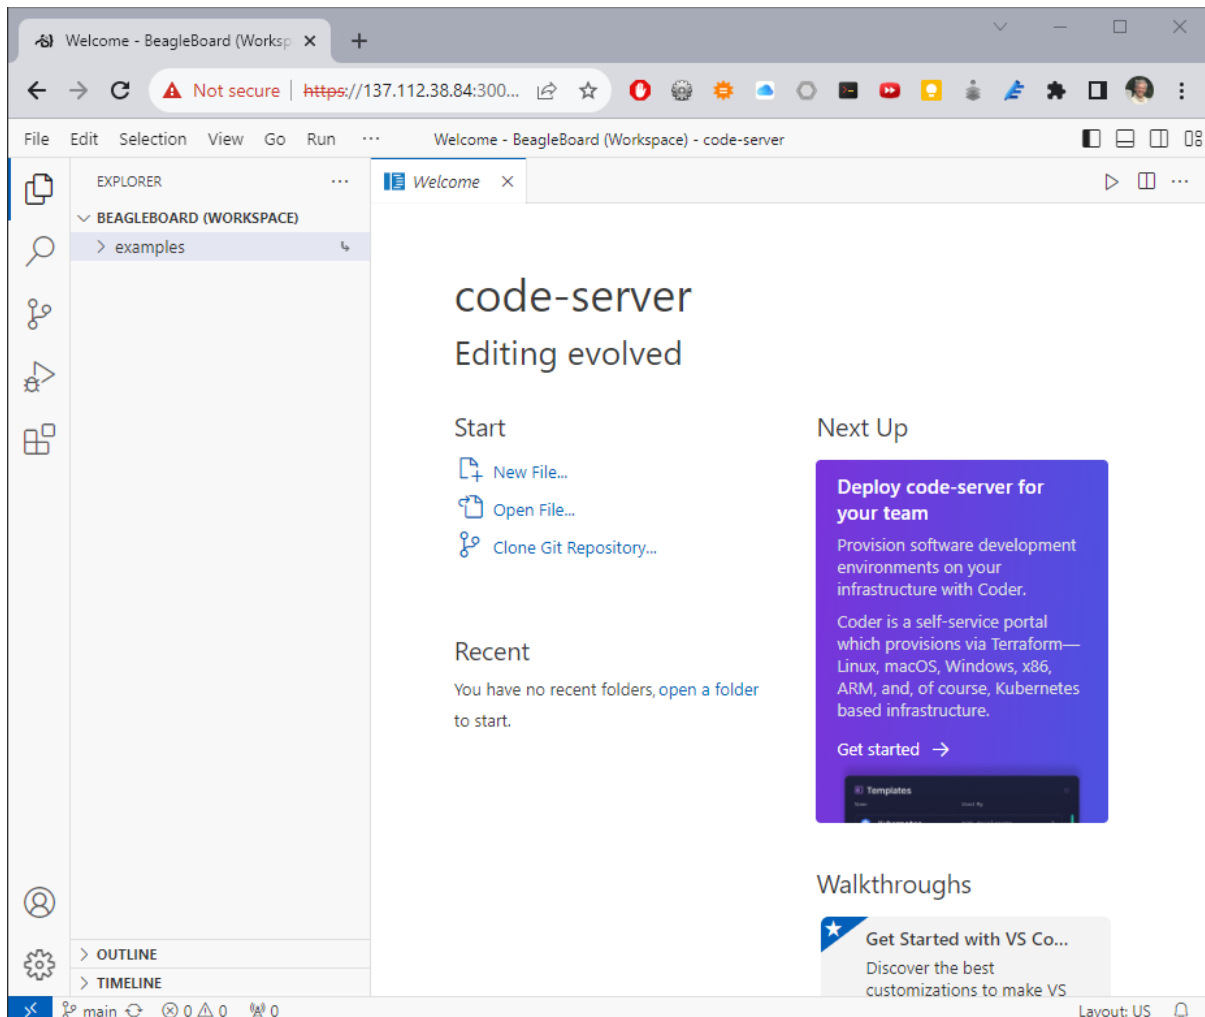 Welcome - BeagleBoard (Worksp
Not secure | https://137.112.38.84:300...
File Edit Selection View Go Run ··· Welcome - BeagleBoard (Workspace) - code-server
EXPLORER ···
Welcome
BEAGLEBOARD (WORKSPACE)
examples
code-server
Editing evolved
Start
New File...
Open File...
Clone Git Repository...
Recent
You have no recent folders, open a folder
to start.
Next Up
Deploy code-server for
your team
Provision software development
environments on your
infrastructure with Coder.
Coder is a self-service portal
which provisions via Terraform—
Linux, macOS, Windows, x86,
ARM, and, of course, Kubernetes
based infrastructure.
Get started →
Templates
Walkthroughs
Get Started with VS Co...
Discover the best
customizations to make VS
OUTLINE
TIMELINE
main 0 0 0 Layout: US